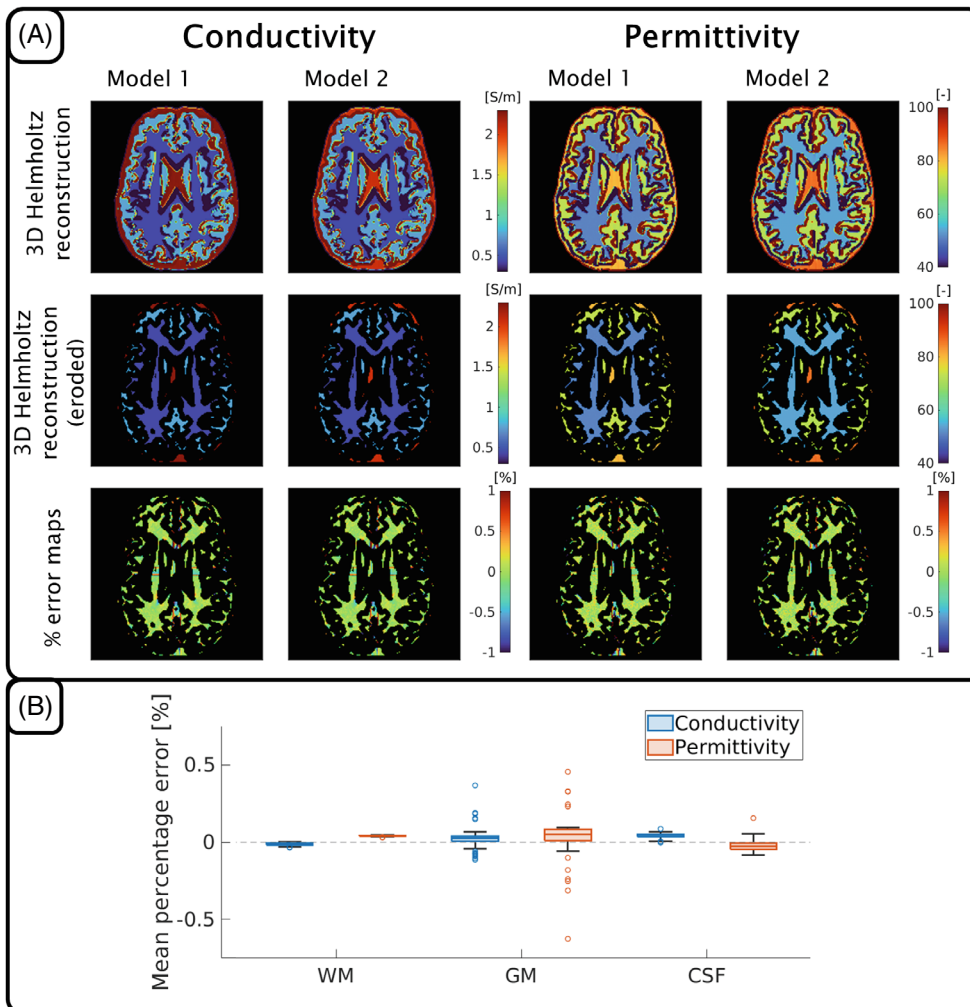 (A)
Conductivity Permittivity
Model 1 Model 2 Model 1 Model 2
[S/m] [-]
3D Helmholtz
reconstruction
2
1.5
1
0.5
100
80
60
40
[S/m] [-]
3D Helmholtz
reconstruction
(eroded)
2
1.5
1
0.5
100
80
60
40
[%] [%]
% error maps
1
0.5
0
-0.5
-1
1
0.5
0
-0.5
-1
(B)
Mean percentage error [%]
Conductivity
Permittivity
0.5
0
-0.5
WM GM CSF